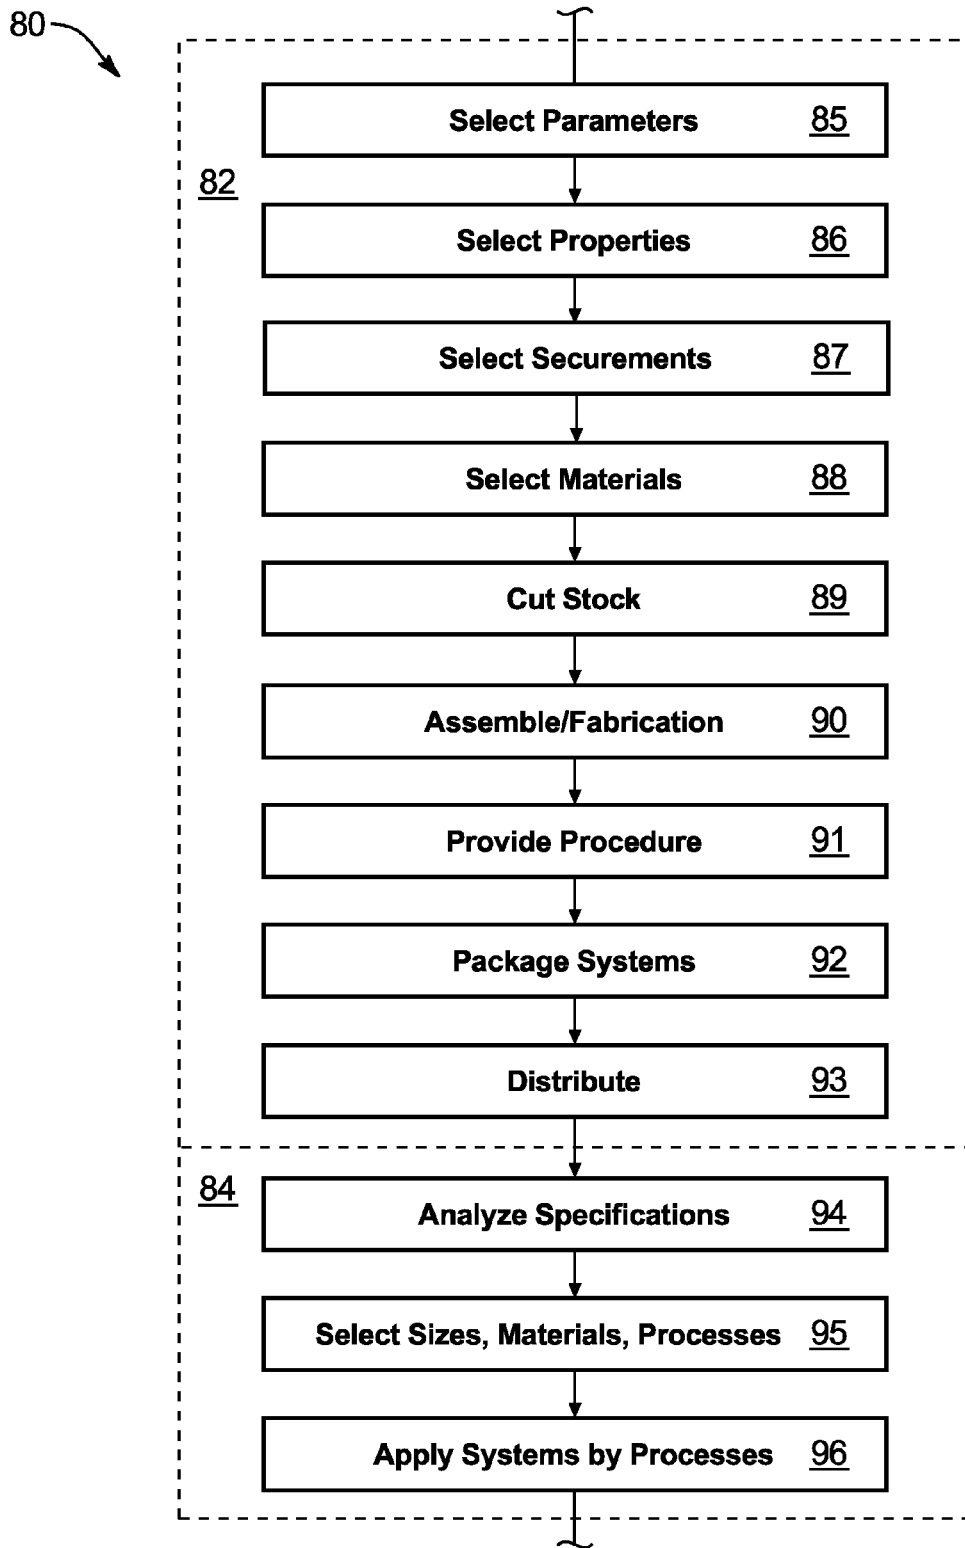 80
Select Parameters 85
82
Select Properties 86
Select Securements 87
Select Materials 88
Cut Stock 89
Assemble/Fabrication 90
Provide Procedure 91
Package Systems 92
Distribute 93
84
Analyze Specifications 94
Select Sizes, Materials, Processes 95
Apply Systems by Processes 96